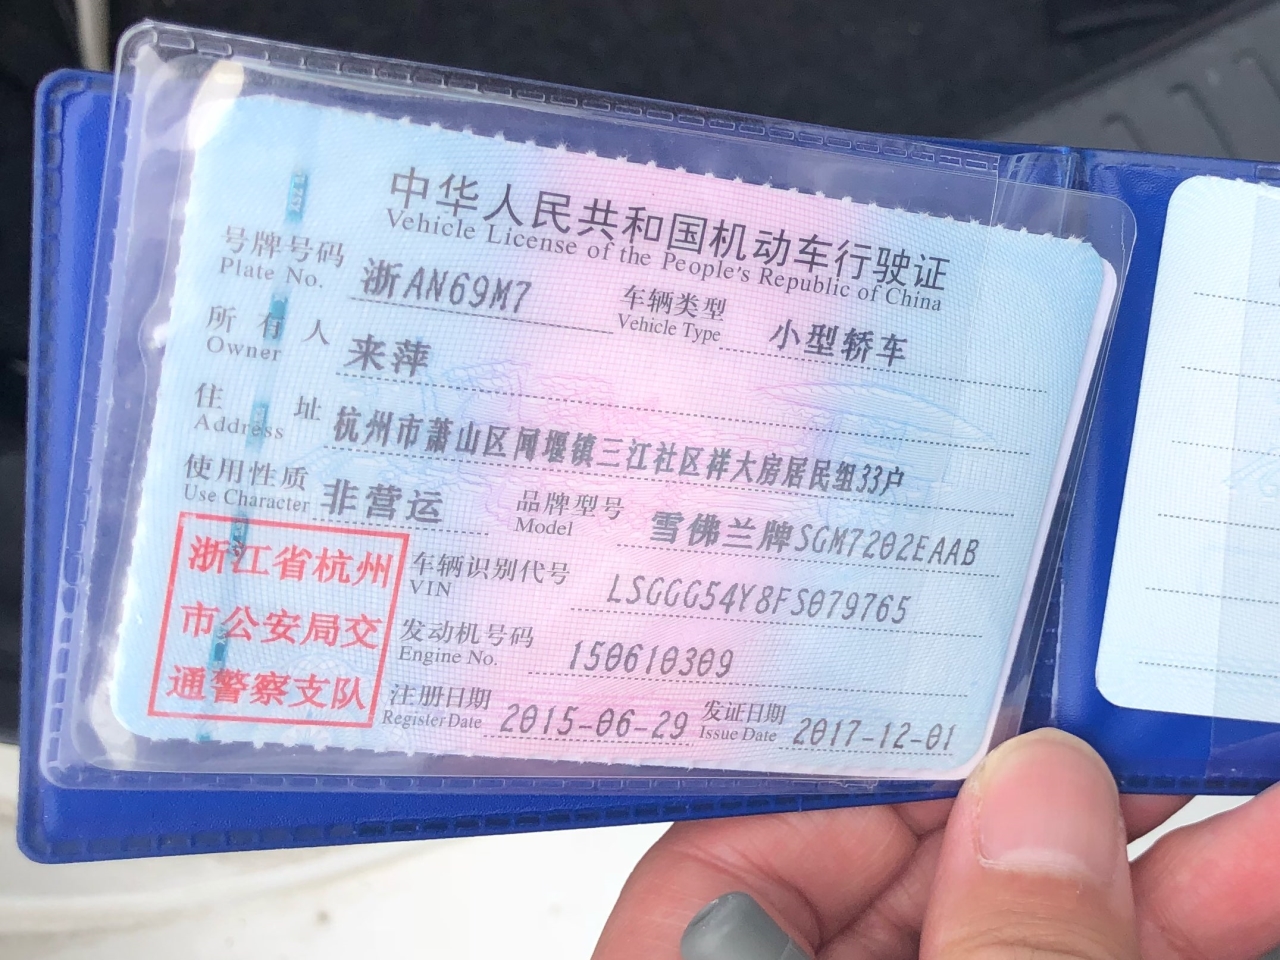 中华人民共和国机动车行驶证
Vehicle License of the People's Republic of China
号牌号码 浙AN69M7 车辆类型 小型轿车
Plate No. Vehicle Type
所有人 来萍
Owner
住址 杭州市萧山区闻堰镇三江社区祥大房居民组33户
Address
使用性质 非营运 品牌型号 雪佛兰牌SGM7202EAAB
Use Character Model
浙江省杭州
市公安局交
通警察支队
车辆识别代号 LSGGG54Y8FS079765
VIN
发动机号码 150610309
Engine No.
注册日期 2015-06-29 发证日期 2017-12-01
Register Date Issue Date